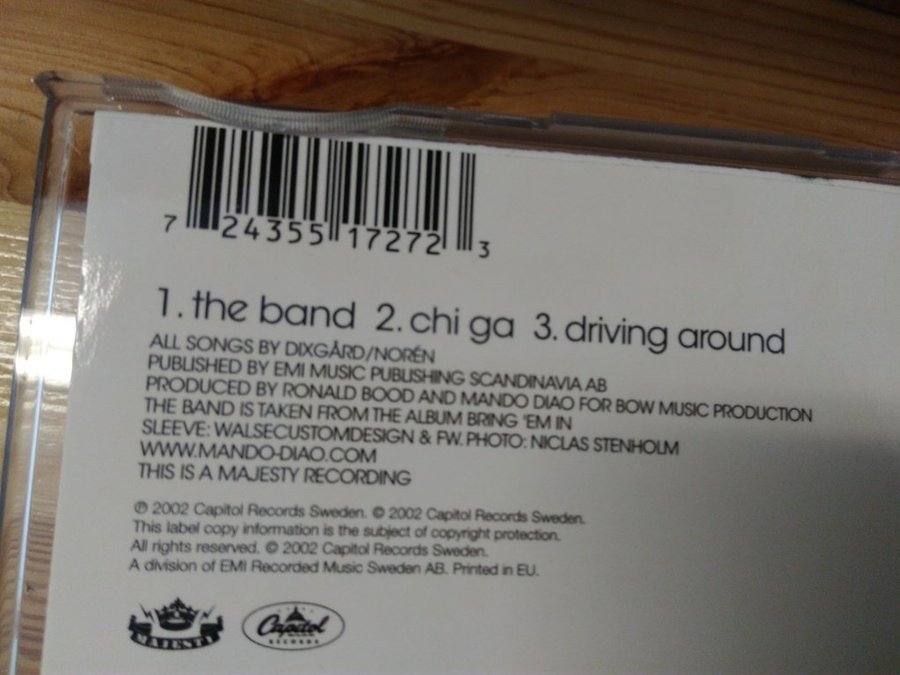 7 24355 17272 3
1. the band 2. chi ga 3. driving around
ALL SONGS BY DIXGÅRD/NORÉN
PUBLISHED BY EMI MUSIC PUBLISHING SCANDINAVIA AB
PRODUCED BY RONALD BOOD AND MANDO DIAO FOR BOW MUSIC PRODUCTION
THE BAND IS TAKEN FROM THE ALBUM BRING 'EM IN
SLEEVE: WALSECUSTOMDESIGN & FW. PHOTO: NICLAS STENHOLM
WWW.MANDO-DIAO.COM
THIS IS A MAJESTY RECORDING
℗ 2002 Capitol Records Sweden. © 2002 Capitol Records Sweden.
This label copy information is the subject of copyright protection.
All rights reserved. © 2002 Capitol Records Sweden.
A division of EMI Recorded Music Sweden AB. Printed in EU.
MAJESTY
Capitol
RECORDS